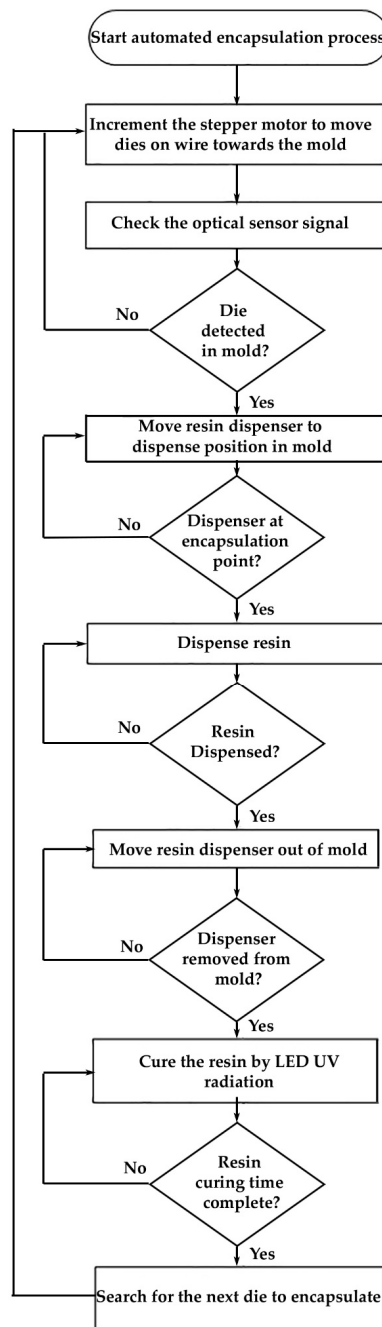 Start automated encapsulation process
Increment the stepper motor to move
dies on wire towards the mold
Check the optical sensor signal
No
Die
detected
in mold?
Yes
Move resin dispenser to
dispense position in mold
No
Dispenser at
encapsulation
point?
Yes
Dispense resin
No
Resin
Dispensed?
Yes
Move resin dispenser out of mold
No
Dispenser
removed from
mold?
Yes
Cure the resin by LED UV
radiation
No
Resin
curing time
complete?
Yes
Search for the next die to encapsulate